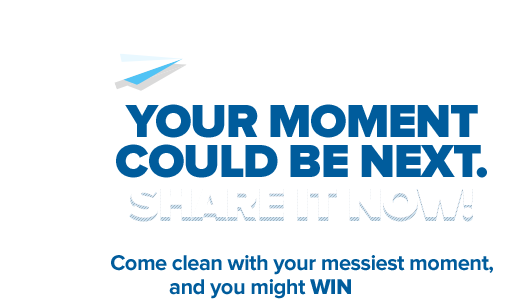 YOUR MOMENT
COULD BE NEXT.
SHARE IT NOW!
Come clean with your messiest moment,
and you might WIN